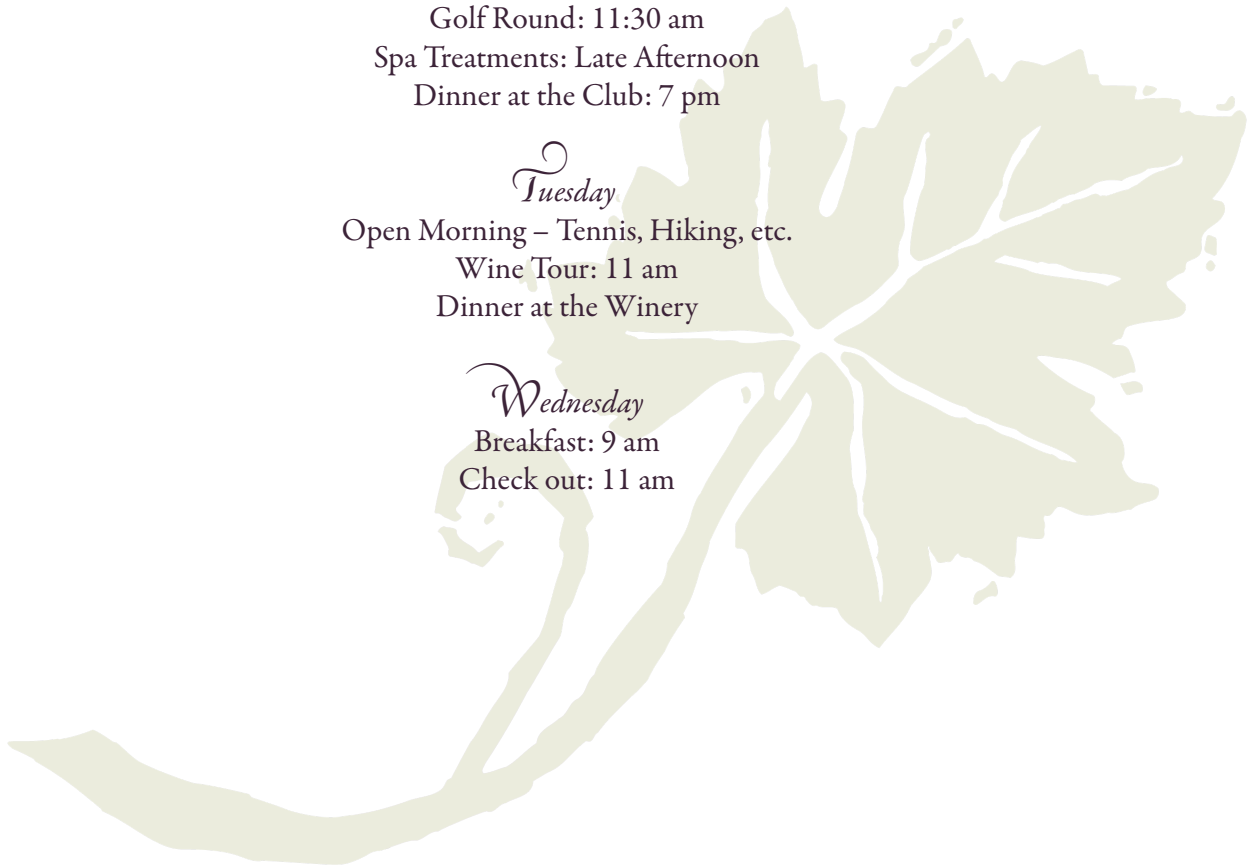 Golf Round: 11:30 am
Spa Treatments: Late Afternoon
Dinner at the Club: 7 pm
Tuesday
Open Morning – Tennis, Hiking, etc.
Wine Tour: 11 am
Dinner at the Winery
Wednesday
Breakfast: 9 am
Check out: 11 am